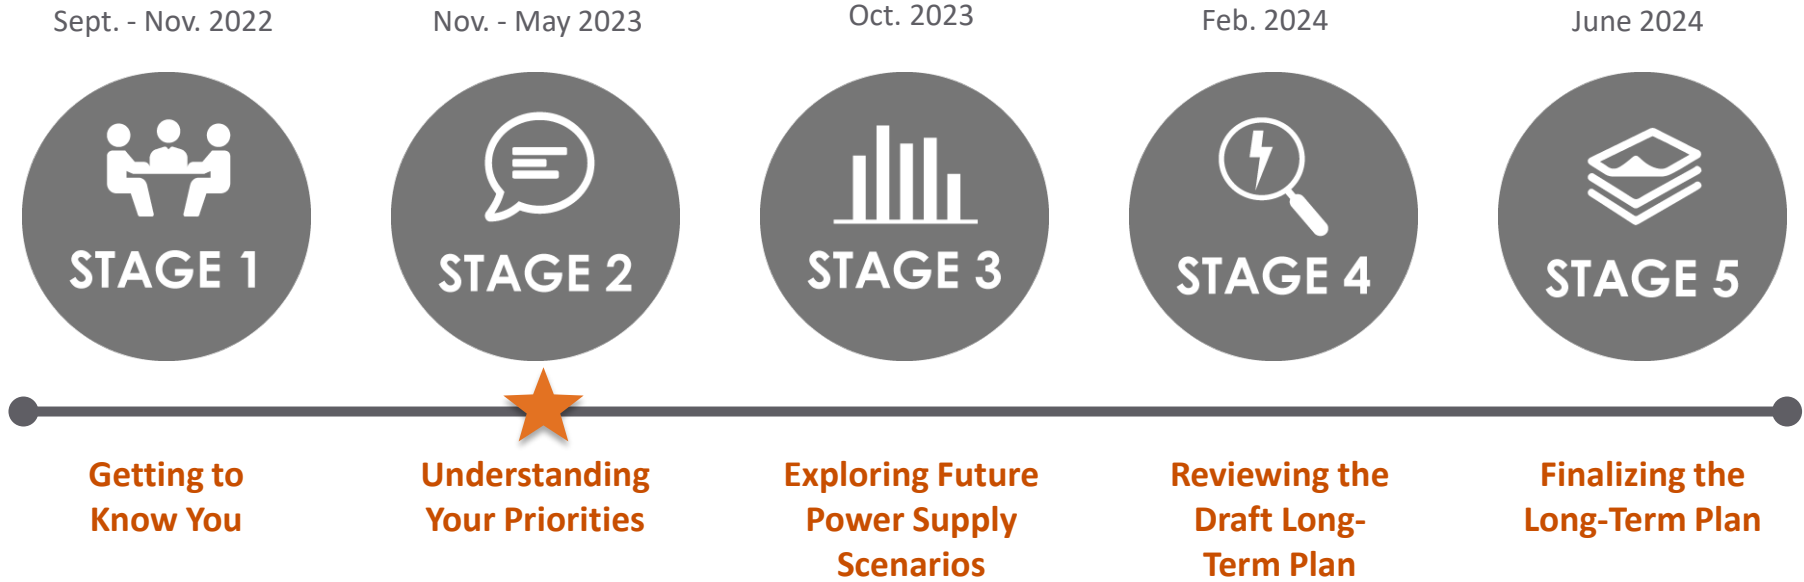 Sept. - Nov. 2022
Nov. - May 2023
Oct. 2023
Feb. 2024
June 2024
STAGE 1
STAGE 2
STAGE 3
STAGE 4
STAGE 5
Getting to
Know You
Understanding
Your Priorities
Exploring Future
Power Supply
Scenarios
Reviewing the
Draft Long-
Term Plan
Finalizing the
Long-Term Plan